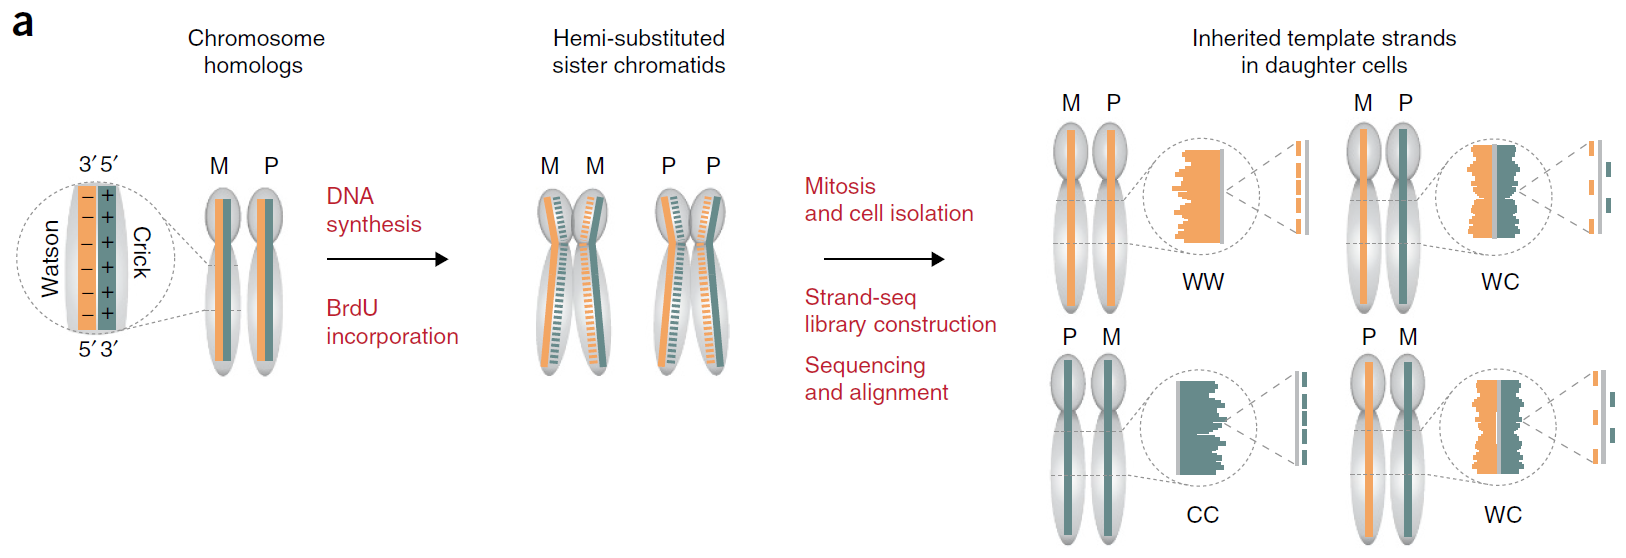 a
Chromosome
homologs
Hemi-substituted
sister chromatids
Inherited template strands
in daughter cells
3′ 5′
Watson
Crick
– +
– +
– +
– +
– +
– +
5′ 3′
M P
DNA
synthesis
BrdU
incorporation
M M P P
Mitosis
and cell isolation
Strand-seq
library construction
Sequencing
and alignment
M P
WW
M P
WC
P M
CC
P M
WC